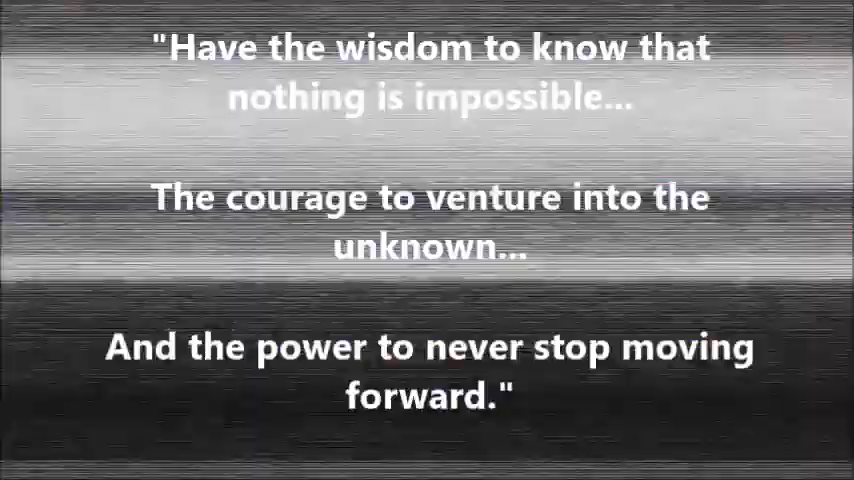 "Have the wisdom to know that
nothing is impossible...
The courage to venture into the
unknown...
And the power to never stop moving
forward."